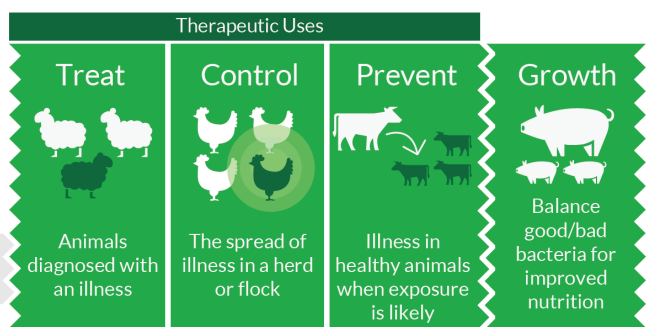 Therapeutic Uses
Treat
Animals
diagnosed with
an illness
Control
The spread of
illness in a herd
or flock
Prevent
Illness in
healthy animals
when exposure
is likely
Growth
Balance
good/bad
bacteria for
improved
nutrition